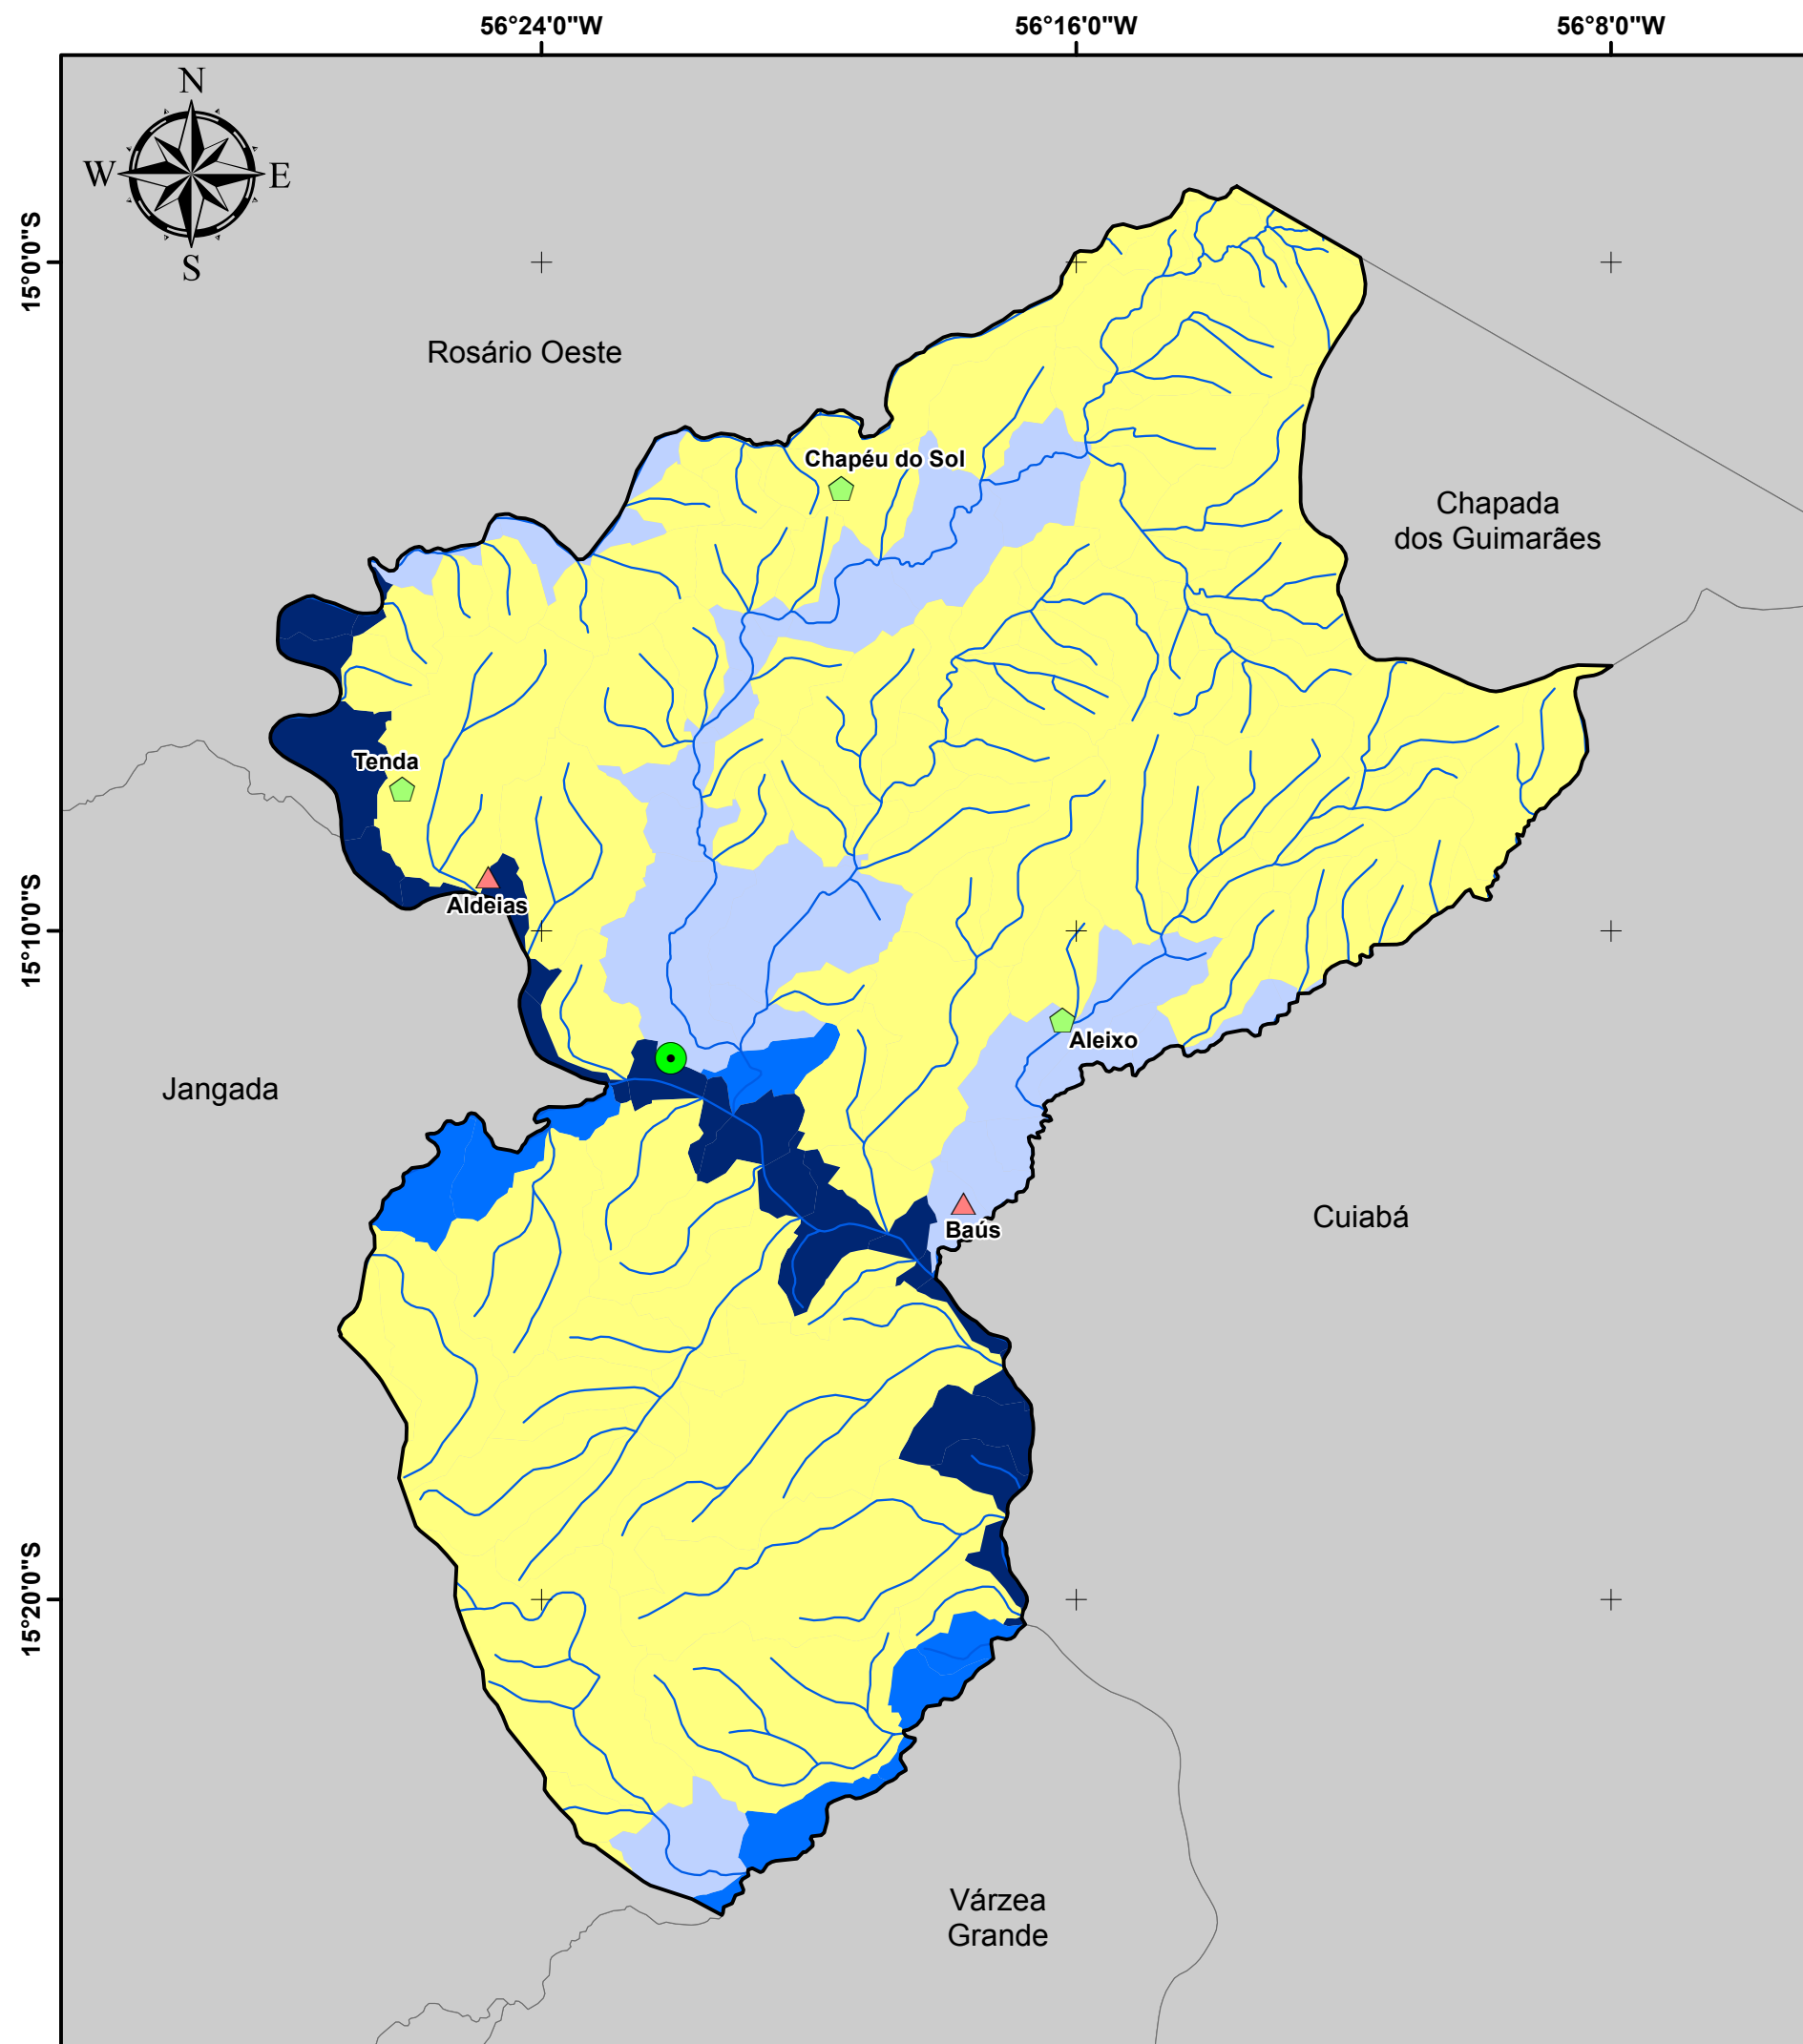 56°24'0"W
56°16'0"W
56°8'0"W
N
W
E
S
15°0'0"S
Rosário Oeste
Chapéu do Sol
Chapada
dos Guimarães
Tenda
Aldeias
15°10'0"S
Aleixo
Jangada
Baús
Cuiabá
15°20'0"S
Várzea
Grande